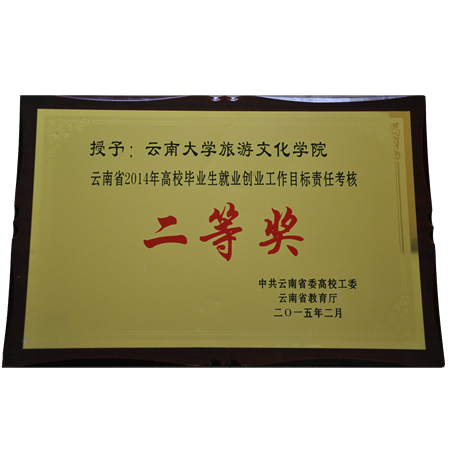 授予：云南大学旅游文化学院
云南省2014年高校毕业生就业创业工作目标责任考核
二等奖
中共云南省委高校工委
云南省教育厅
二〇一五年二月